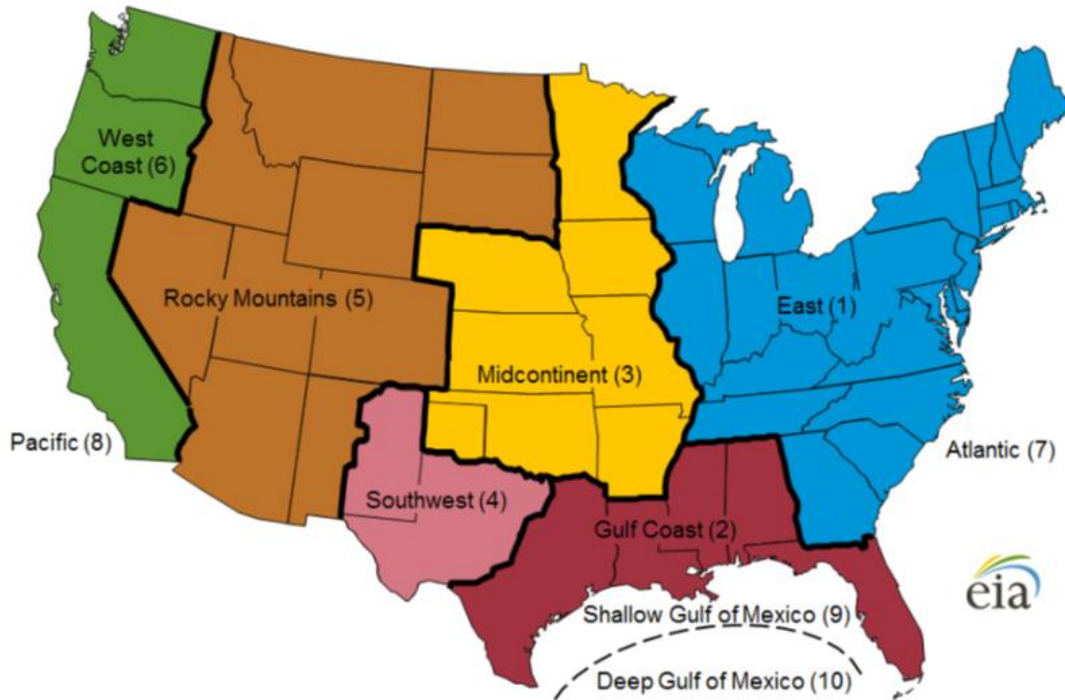 West
Coast (6)
Rocky Mountains (5)
East (1)
Midcontinent (3)
Pacific (8)
Atlantic (7)
Southwest (4)
Gulf Coast (2)
eia
Shallow Gulf of Mexico (9)
Deep Gulf of Mexico (10)